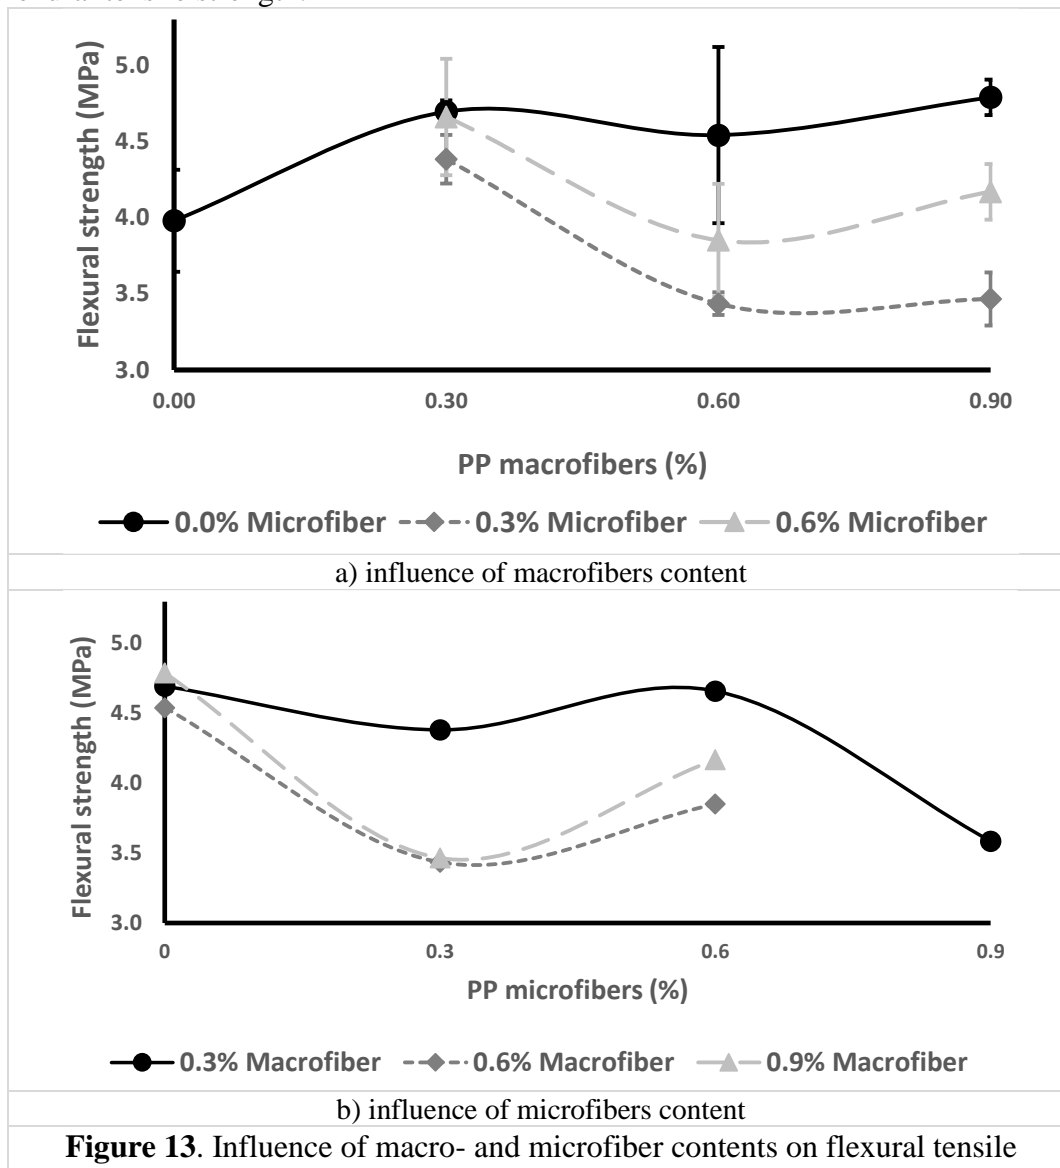 Flexural strength (MPa)
5.0
4.5
4.0
3.5
3.0
0.00 0.30 0.60 0.90
PP macrofibers (%)
0.0% Microfiber 0.3% Microfiber 0.6% Microfiber
a) influence of macrofibers content
Flexural strength (MPa)
5.0
4.5
4.0
3.5
3.0
0 0.3 0.6 0.9
PP microfibers (%)
0.3% Macrofiber 0.6% Macrofiber 0.9% Macrofiber
b) influence of microfibers content
Figure 13. Influence of macro- and microfiber contents on flexural tensile